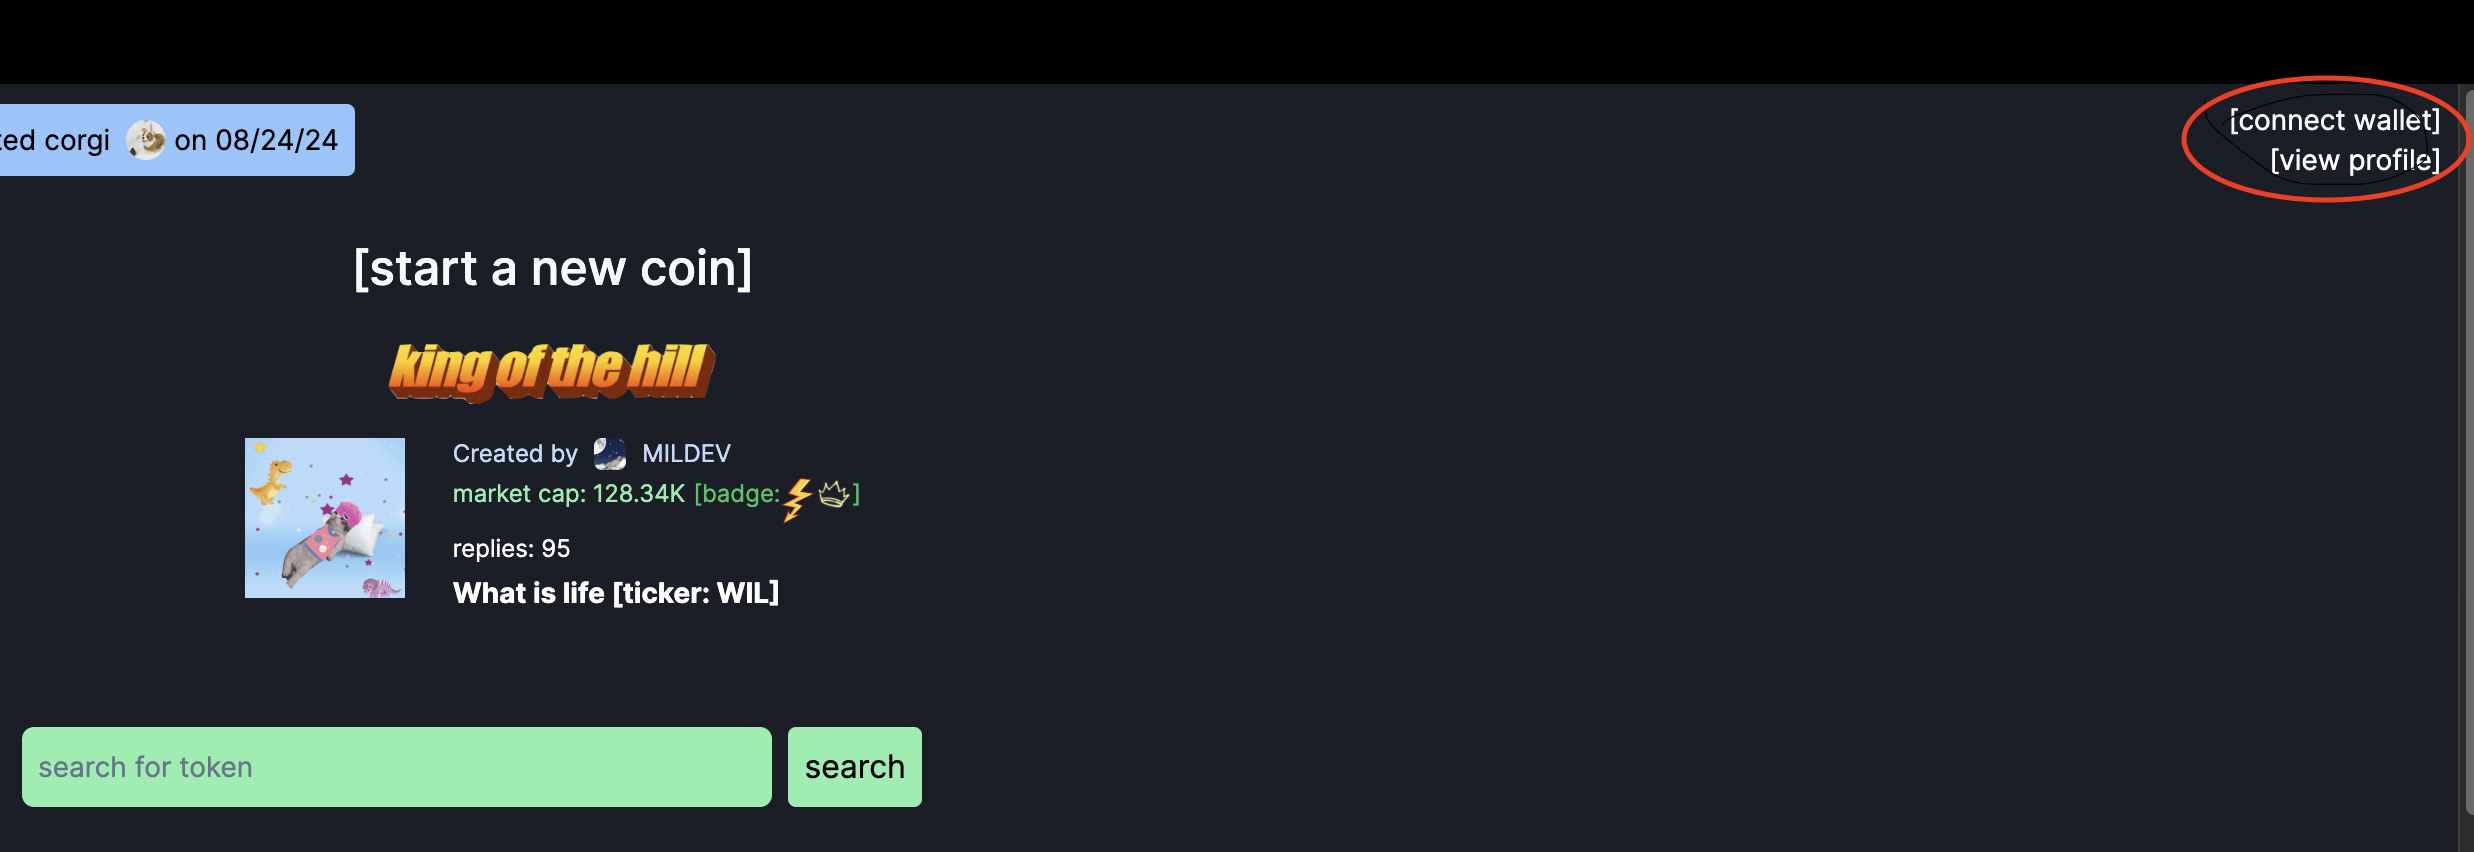 ted corgi on 08/24/24
[connect wallet]
[view profile]
[start a new coin]
king of the hill
Created by MILDEV
market cap: 128.34K [badge: ]
replies: 95
What is life [ticker: WIL]
search for token
search